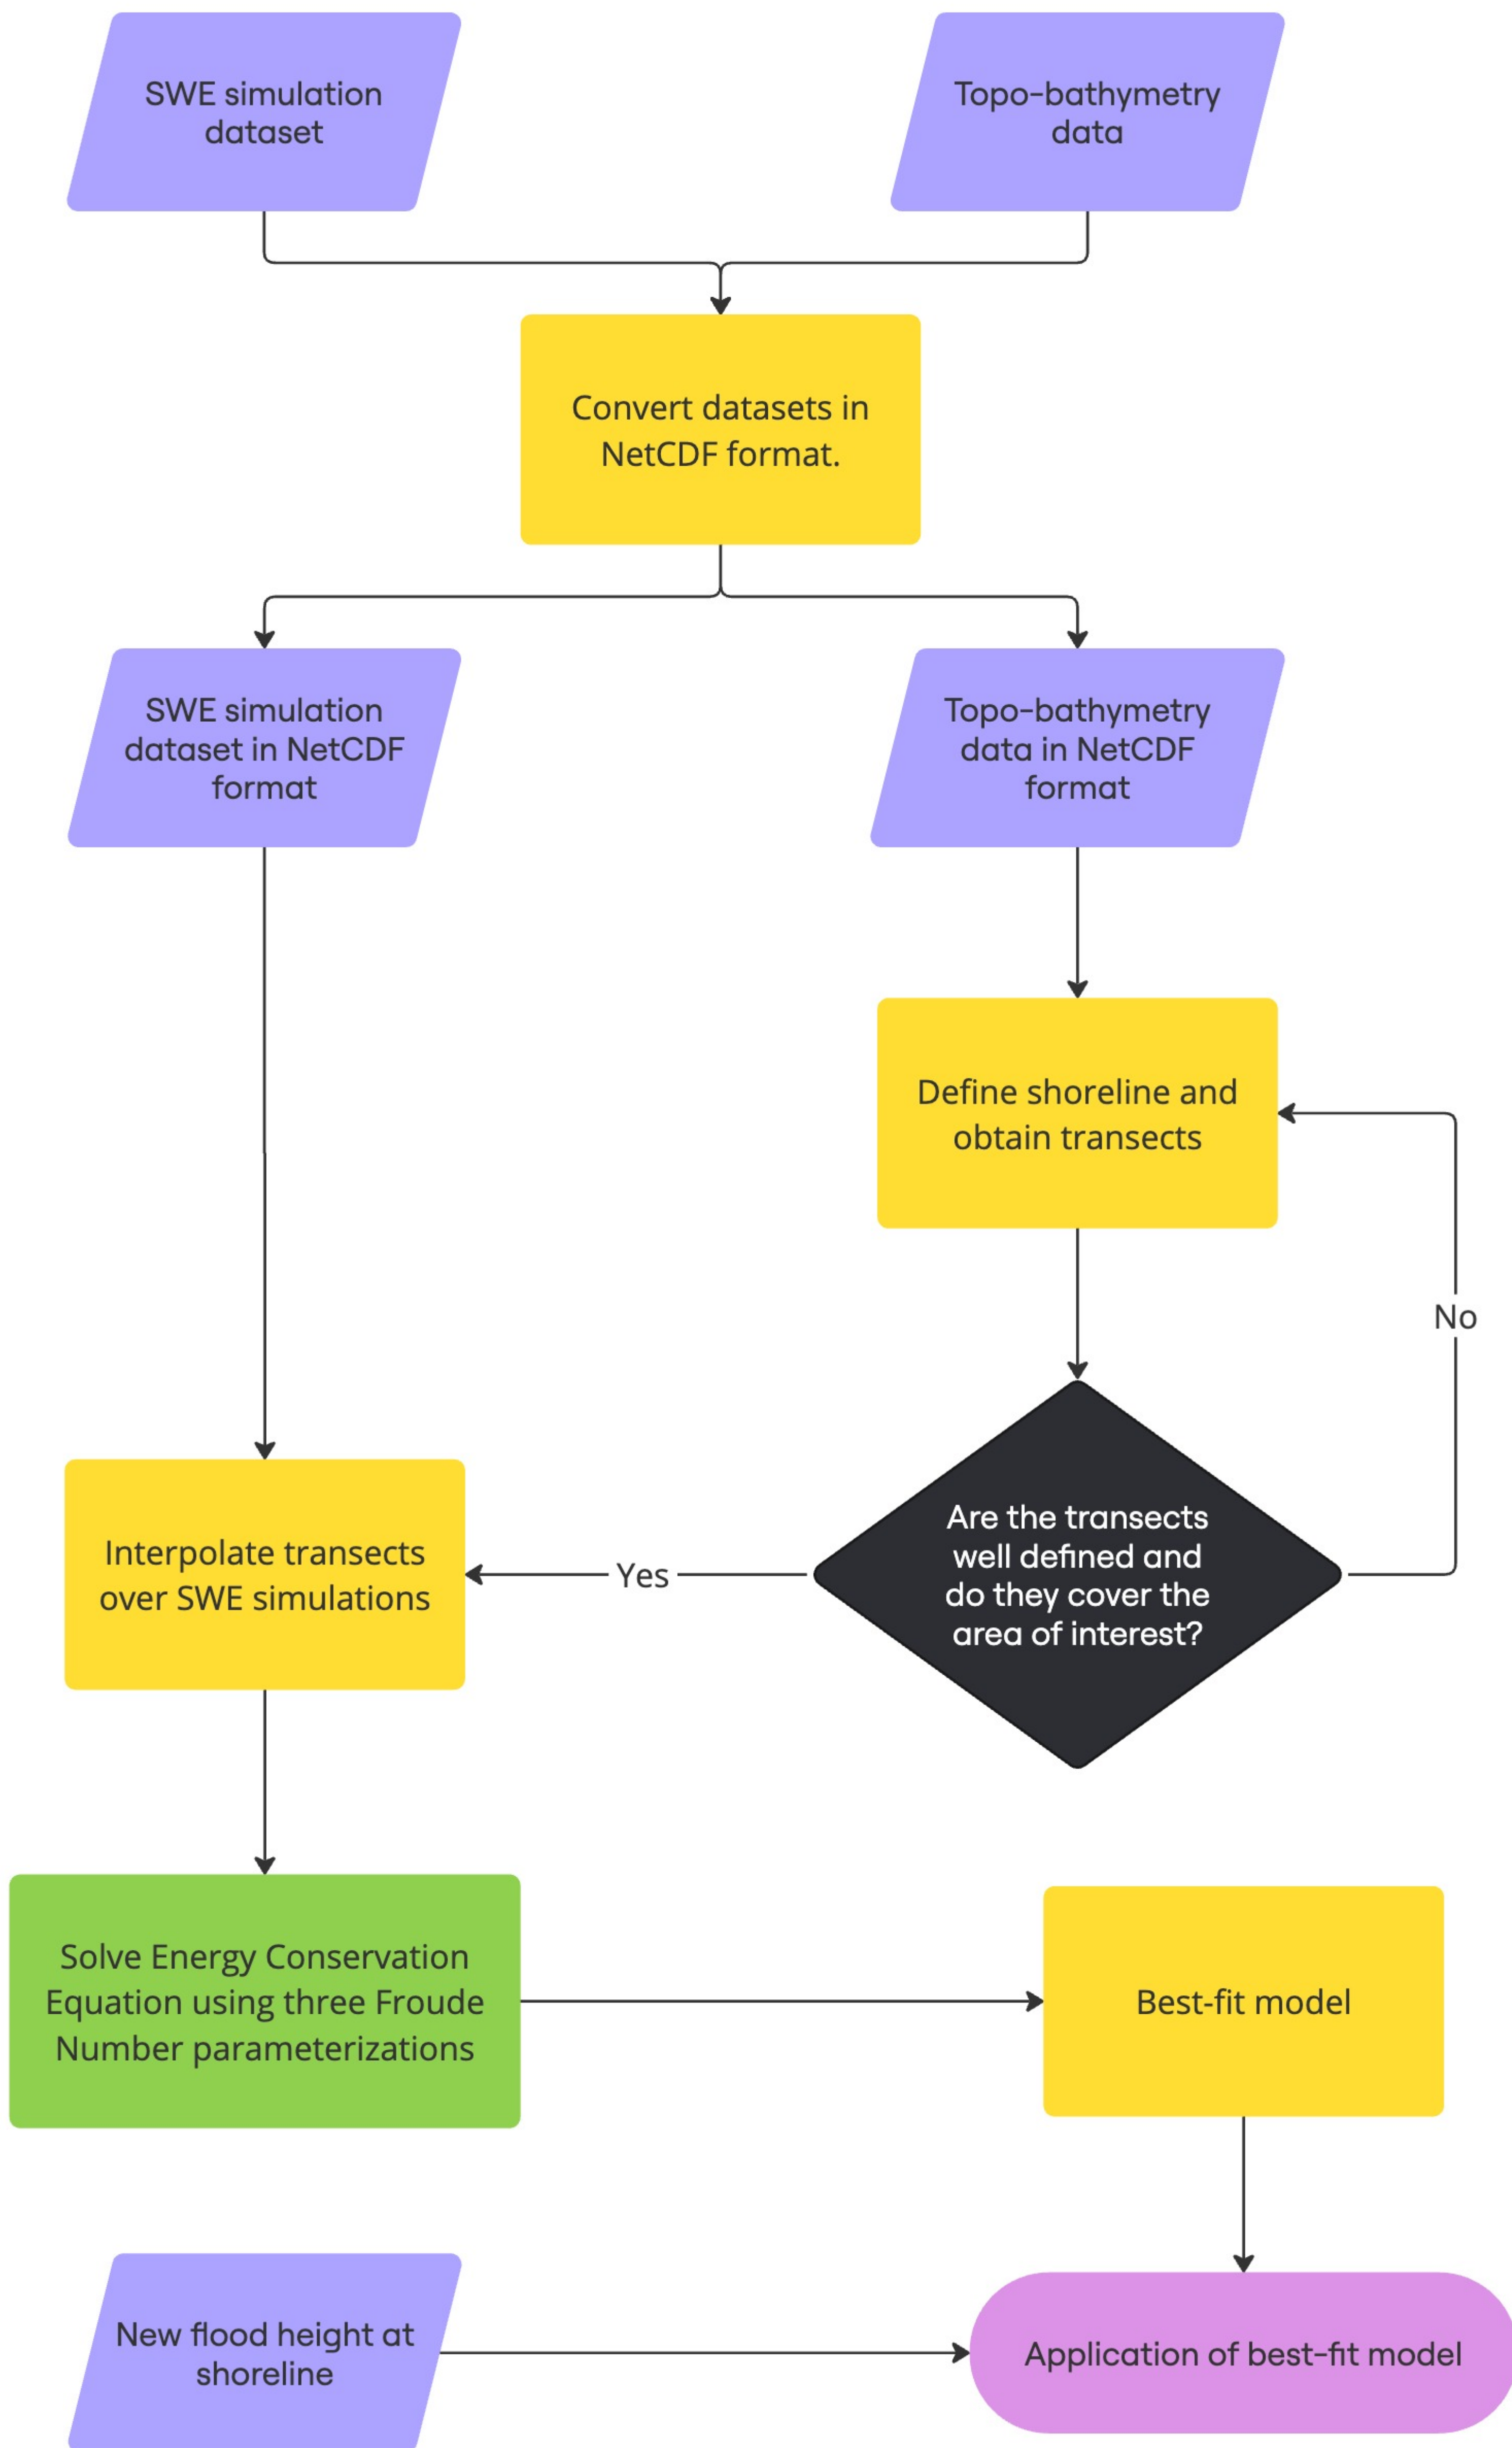 SWE simulation
dataset
Topo-bathymetry
data
Convert datasets in
NetCDF format.
SWE simulation
dataset in NetCDF
format
Topo-bathymetry
data in NetCDF
format
Define shoreline and
obtain transects
No
Are the transects
well defined and
do they cover the
area of interest?
Yes
Interpolate transects
over SWE simulations
Solve Energy Conservation
Equation using three Froude
Number parameterizations
Best-fit model
New flood height at
shoreline
Application of best-fit model